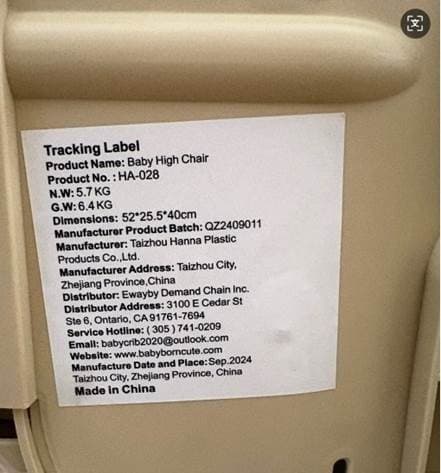 Tracking Label
Product Name: Baby High Chair
Product No. : HA-028
N.W: 5.7 KG
G.W: 6.4 KG
Dimensions: 52*25.5*40cm
Manufacturer Product Batch: QZ2409011
Manufacturer: Taizhou Hanna Plastic
Products Co.,Ltd.
Manufacturer Address: Taizhou City,
Zhejiang Province,China
Distributor: Ewayby Demand Chain Inc.
Distributor Address: 3100 E Cedar St
Ste 6, Ontario, CA 91761-7694
Service Hotline: ( 305 ) 741-0209
Email: babycrib2020@outlook.com
Website: www.babyborncute.com
Manufacture Date and Place: Sep.2024
Taizhou City, Zhejiang Province, China
Made in China